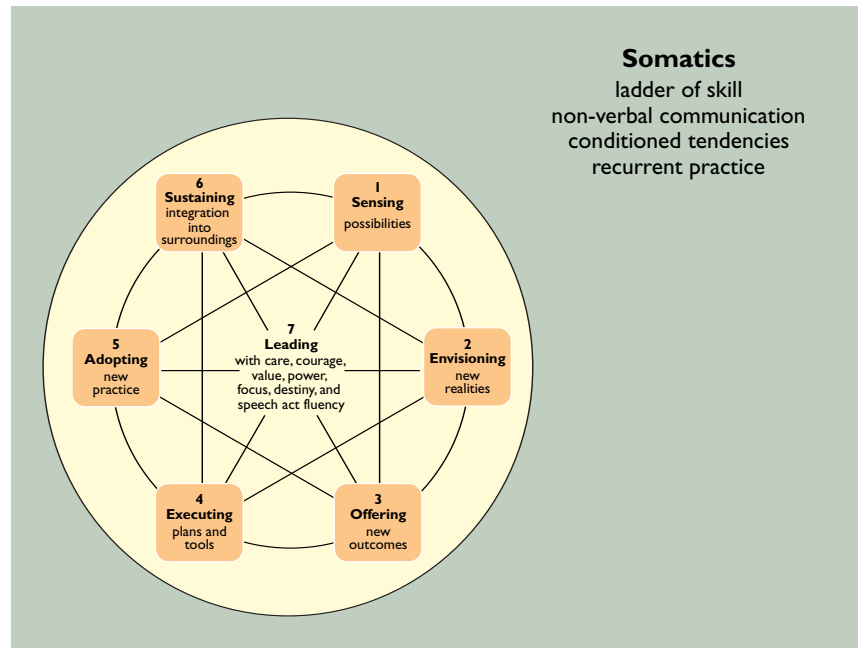 Somatics
ladder of skill
non-verbal communication
conditioned tendencies
recurrent practice
6
Sustaining
integration
into
surroundings
1
Sensing
possibilities
5
Adopting
new
practice
7
Leading
with care, courage,
value, power,
focus, destiny, and
speech act fluency
2
Envisioning
new
realities
4
Executing
plans and
tools
3
Offering
new
outcomes